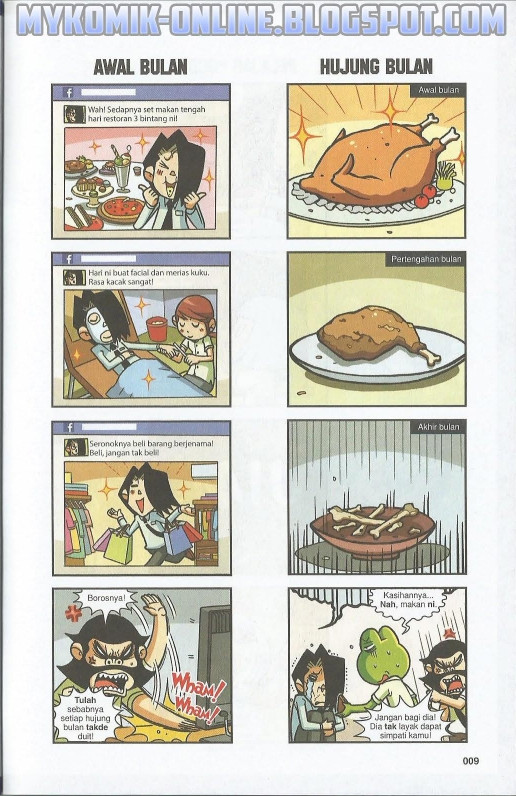 MYKOMIK-ONLINE.BLOGSPOT.COM
AWAL BULAN
f
Wah! Sedapnya set makan tengah
hari restoran 3 bintang ni!
f
Hari ni buat facial dan merias kuku.
Rasa kacak sangat!
f
Seronoknya beli barang berjenama!
Beli, jangan tak beli!
Borosnya!
Wham!
Wham!
Tulah
sebabnya
setiap hujung
bulan takde
duit!
HUJUNG BULAN
Awal bulan
Pertengahan bulan
Akhir bulan
Kasihannya...
Nah, makan ni.
Jangan bagi dia!
Dia tak layak dapat
simpati kamu!
009